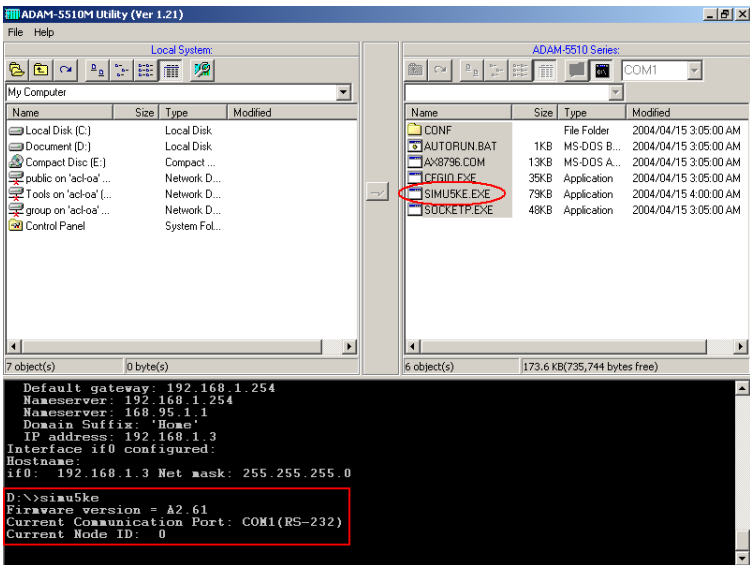 ADAM-5510M Utility (Ver 1.21)
File Help
Local System:
ADAM-5510 Series:
COM1
My Computer
Name Size Type Modified
Local Disk (C:) Local Disk
Document (D:) Local Disk
Compact Disc (E:) Compact ...
public on 'acl-oa' ... Network D...
Tools on 'acl-oa' (... Network D...
group on 'acl-oa' ... Network D...
Control Panel System Fol...
Name Size Type Modified
CONF File Folder 2004/04/15 3:05:00 AM
AUTORUN.BAT 1KB MS-DOS B... 2004/04/15 3:05:00 AM
AX8796.COM 13KB MS-DOS A... 2004/04/15 3:05:00 AM
CFGIO.EXE 35KB Application 2004/04/15 3:05:00 AM
SIMU5KE.EXE 79KB Application 2004/04/15 4:00:00 AM
SOCKETP.EXE 48KB Application 2004/04/15 3:05:00 AM
7 object(s) 0 byte(s)
6 object(s) 173.6 KB(735,744 bytes free)
Default gateway: 192.168.1.254
Nameserver: 192.168.1.254
Nameserver: 168.95.1.1
Domain Suffix: 'Home'
IP address: 192.168.1.3
Interface if0 configured:
Hostname:
if0: 192.168.1.3 Net mask: 255.255.255.0
D:\>simu5ke
Firmware version = A2.61
Current Communication Port: COM1(RS-232)
Current Node ID: 0